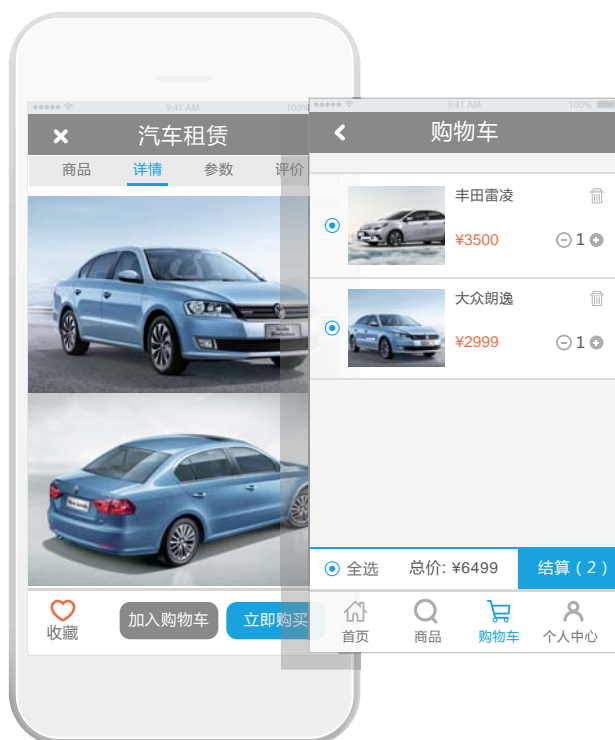 9:41 AM
100%
汽车租赁
商品
详情
参数
评价
收藏
加入购物车
立即购买
9:41 AM
100%
购物车
丰田雷凌
¥3500
1
大众朗逸
¥2999
1
全选
总价: ¥6499
结算 ( 2 )
首页
商品
购物车
个人中心